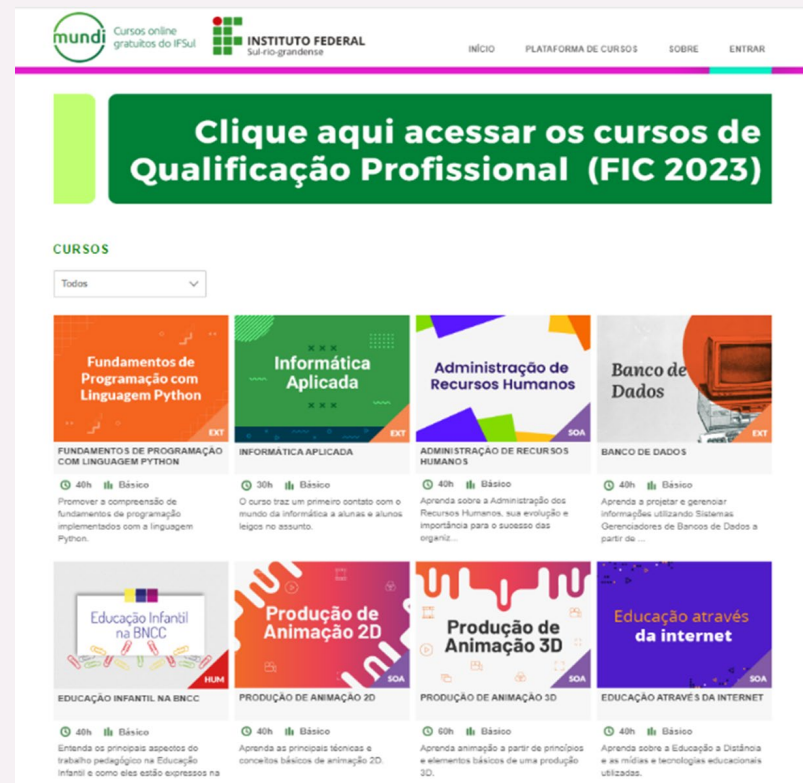 mundi
Cursos online
gratuitos do IFSul
INSTITUTO FEDERAL
Sul-rio-grandense
INÍCIO
PLATAFORMA DE CURSOS
SOBRE
ENTRAR
Clique aqui acessar os cursos de
Qualificação Profissional (FIC 2023)
CURSOS
Todos
Fundamentos de
Programação com
Linguagem Python
EXT
FUNDAMENTOS DE PROGRAMAÇÃO
COM LINGUAGEM PYTHON
40h Básico
Promover a compreensão de
fundamentos de programação
implementados com a linguagem
Python.
Informática
Aplicada
EXT
INFORMÁTICA APLICADA
30h Básico
O curso traz um primeiro contato com o
mundo da informática a alunas e alunos
leigos no assunto.
Administração de
Recursos Humanos
SOA
ADMINISTRAÇÃO DE RECURSOS
HUMANOS
40h Básico
Aprenda sobre a Administração dos
Recursos Humanos, sua evolução e
importância para o sucesso das
organiz...
Banco de
Dados
EXT
BANCO DE DADOS
40h Básico
Aprenda a projetar e gerenciar
informações utilizando Sistemas
Gerenciadores de Bancos de Dados a
partir de ...
Educação Infantil
na BNCC
HUM
EDUCAÇÃO INFANTIL NA BNCC
40h Básico
Entenda os principais aspectos do
trabalho pedagógico na Educação
Infantil e como eles estão expressos na
Produção de
Animação 2D
SOA
PRODUÇÃO DE ANIMAÇÃO 2D
40h Básico
Aprenda as principais técnicas e
conceitos básicos de animação 2D.
Produção de
Animação 3D
SOA
PRODUÇÃO DE ANIMAÇÃO 3D
60h Básico
Aprenda animação a partir de princípios
e elementos básicos de uma produção
3D.
Educação através
da internet
SOA
EDUCAÇÃO ATRAVÉS DA INTERNET
40h Básico
Aprenda sobre a Educação a Distância
e as mídias e tecnologias educacionais
utilizadas.